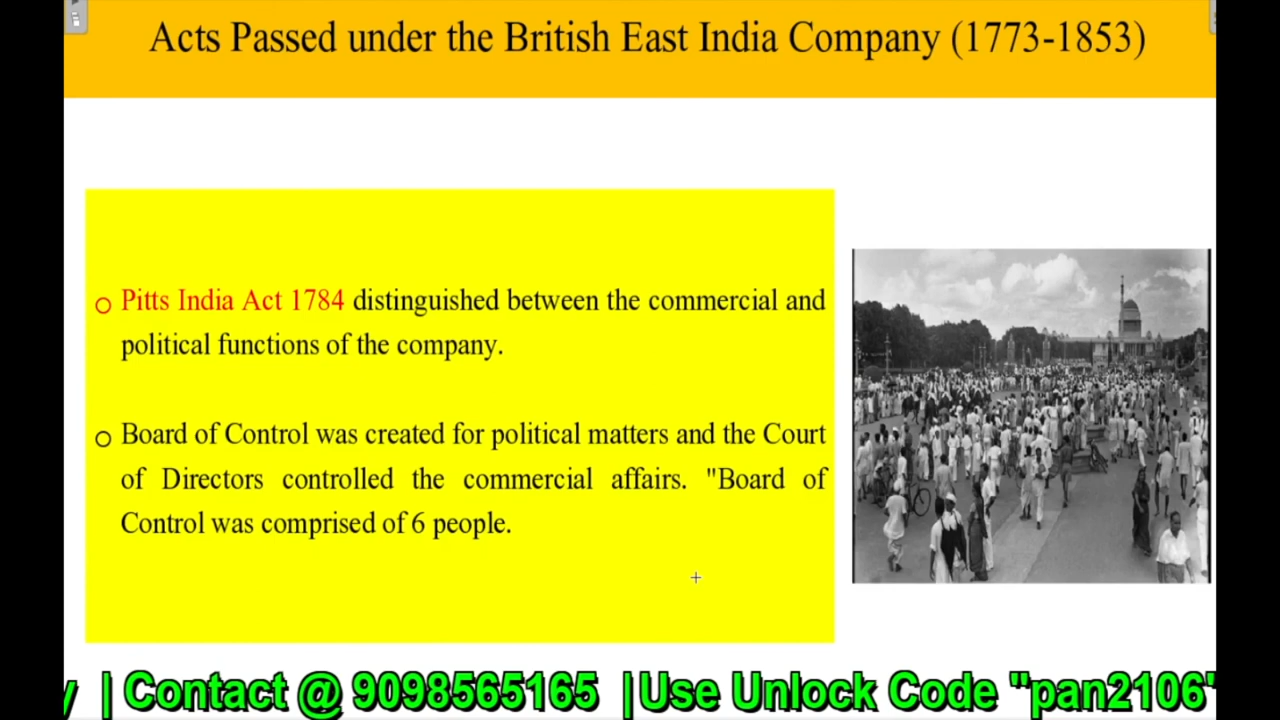 Acts Passed under the British East India Company (1773-1853)
Pitts India Act 1784 distinguished between the commercial and
political functions of the company.
Board of Control was created for political matters and the Court
of Directors controlled the commercial affairs. "Board of
Control was comprised of 6 people.
y | Contact @ 9098565165 | Use Unlock Code "pan2106"